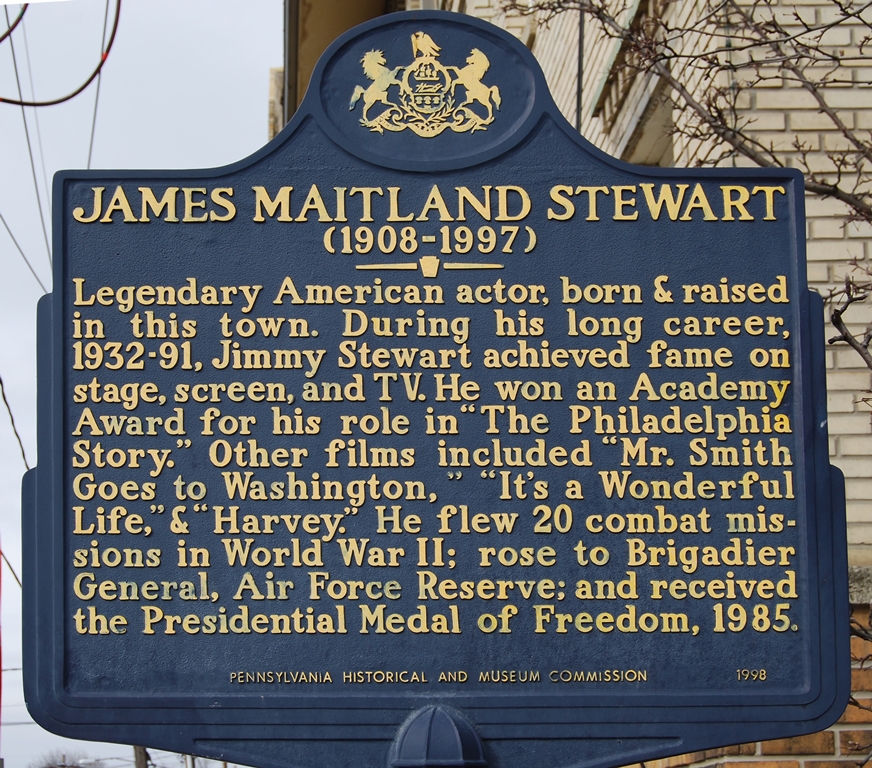 JAMES MAITLAND STEWART
(1908-1997)
Legendary American actor, born & raised
in this town. During his long career,
1932-91, Jimmy Stewart achieved fame on
stage, screen, and TV. He won an Academy
Award for his role in "The Philadelphia
Story." Other films included "Mr. Smith
Goes to Washington," "It's a Wonderful
Life," & "Harvey." He flew 20 combat mis-
sions in World War II; rose to Brigadier
General, Air Force Reserve; and received
the Presidential Medal of Freedom, 1985.
PENNSYLVANIA HISTORICAL AND MUSEUM COMMISSION 1998